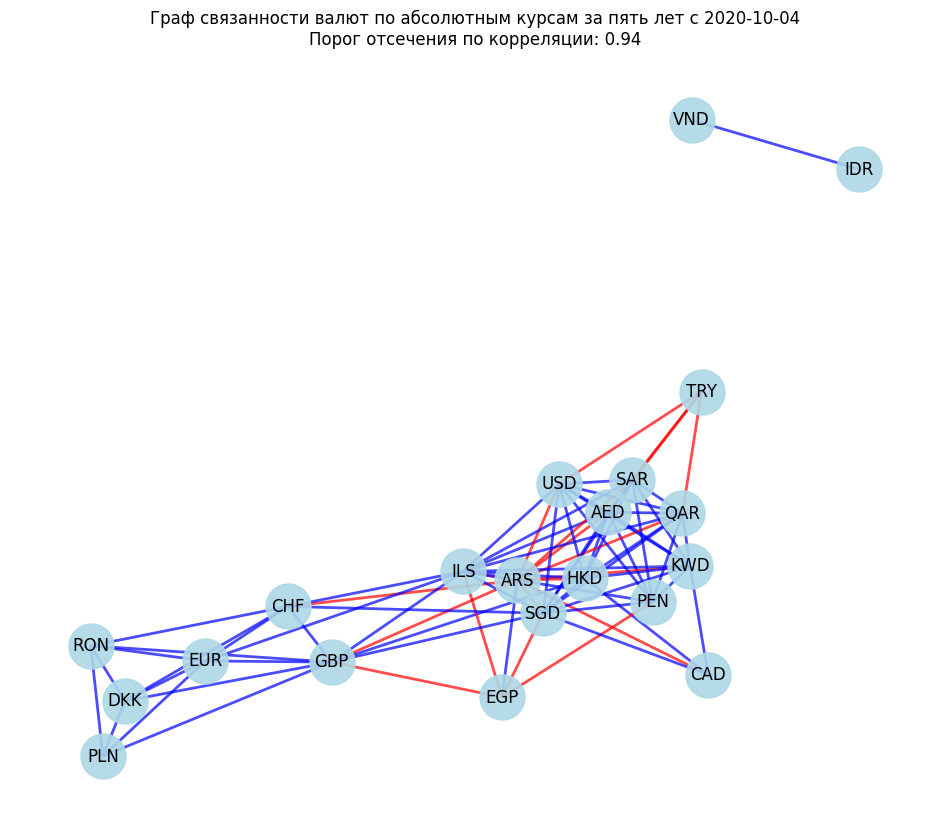 Граф связанности валют по абсолютным курсам за пять лет с 2020-10-04
Порог отсечения по корреляции: 0.94
VND
IDR
TRY
USD
SAR
AED
QAR
ILS
ARS
HKD
KWD
PEN
SGD
CHF
RON
EUR
GBP
CAD
DKK
EGP
PLN